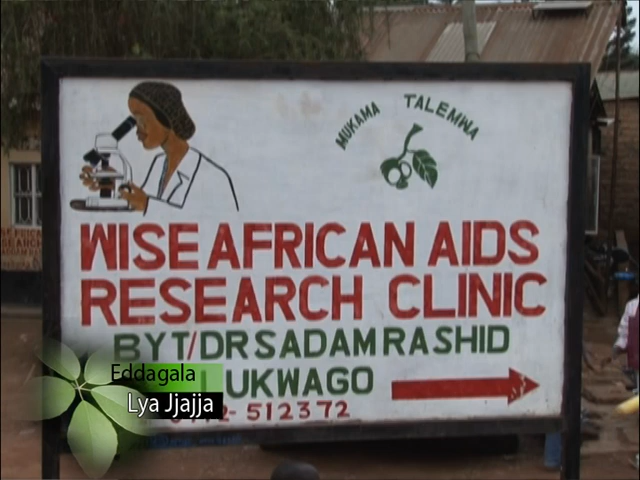 MUKAMA TALEMWA
WISE AFRICAN AIDS
RESEARCH CLINIC
BY T/DR SADAM RASHID
LUKWAGO
512372
Eddagala
Lya Jjajja